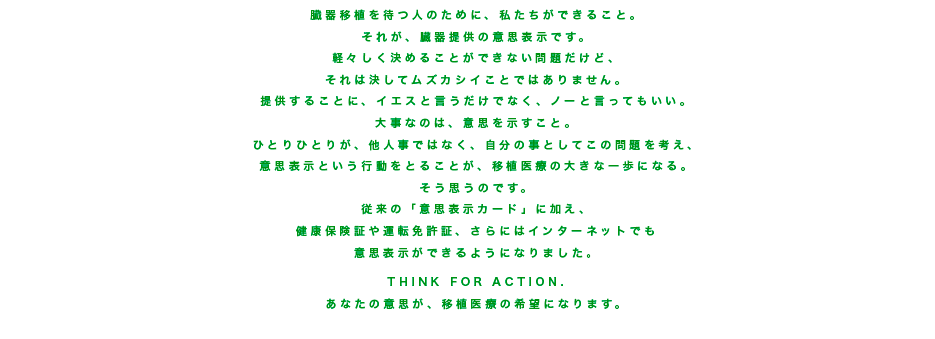 臓器移植を待つ人のために、私たちができること。
それが、臓器提供の意思表示です。
軽々しく決めることができない問題だけど、
それは決してムズカシイことではありません。
提供することに、イエスと言うだけでなく、ノーと言ってもいい。
大事なのは、意思を示すこと。
ひとりひとりが、他人事ではなく、自分の事としてこの問題を考え、
意思表示という行動をとることが、移植医療の大きな一歩になる。
そう思うのです。
従来の「意思表示カード」に加え、
健康保険証や運転免許証、さらにはインターネットでも
意思表示ができるようになりました。
THINK FOR ACTION.
あなたの意思が、移植医療の希望になります。